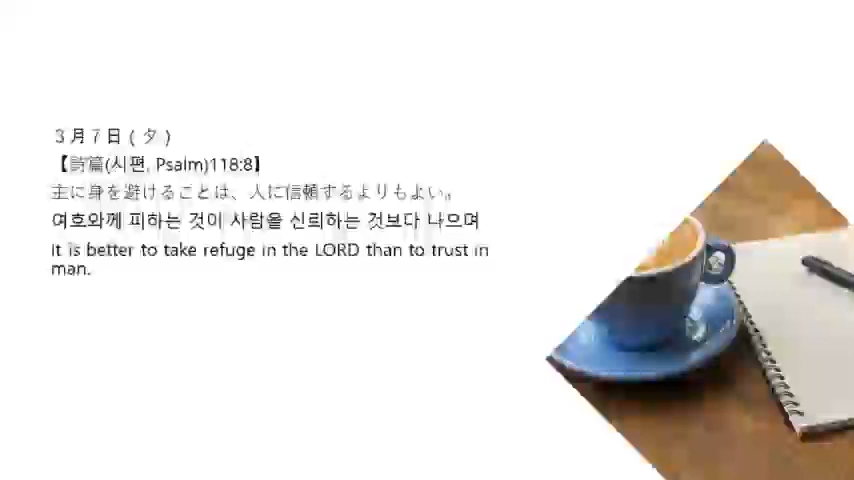 3月7日(夕)
【詩篇(시편, Psalm)118:8】
主に身を避けることは、人に信頼するよりもよい。
여호와께 피하는 것이 사람을 신뢰하는 것보다 나으며
It is better to take refuge in the LORD than to trust in
man.